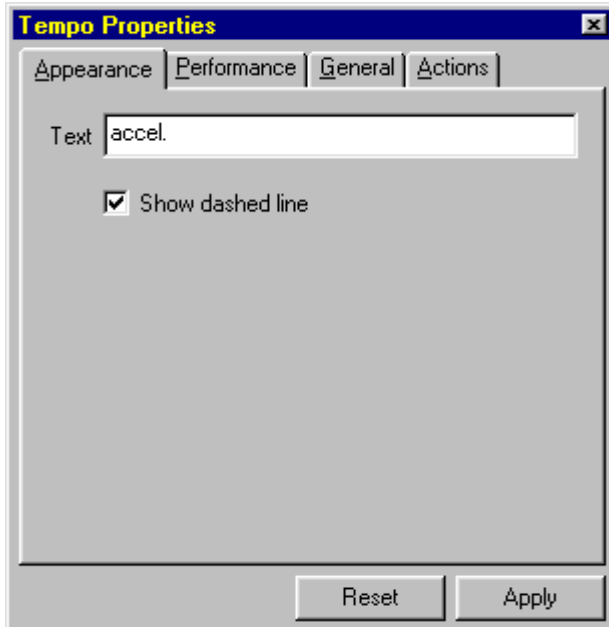 Tempo Properties
Appearance Performance General Actions
Text accel.
Show dashed line
Reset Apply